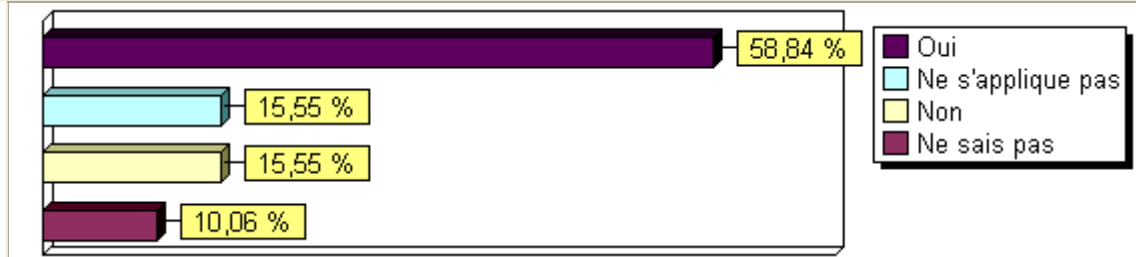 58,84 %
15,55 %
15,55 %
10,06 %
Oui
Ne s'applique pas
Non
Ne sais pas